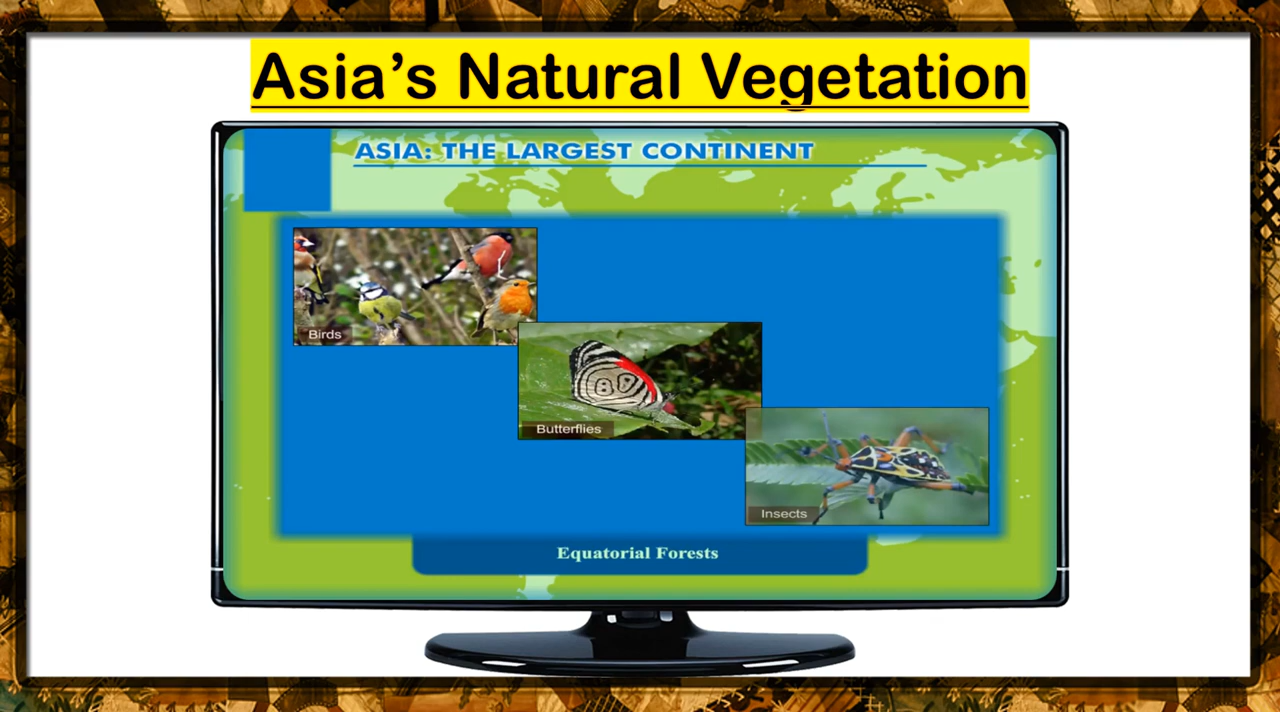 Asia's Natural Vegetation
ASIA: THE LARGEST CONTINENT
Birds
Butterflies
Insects
Equatorial Forests